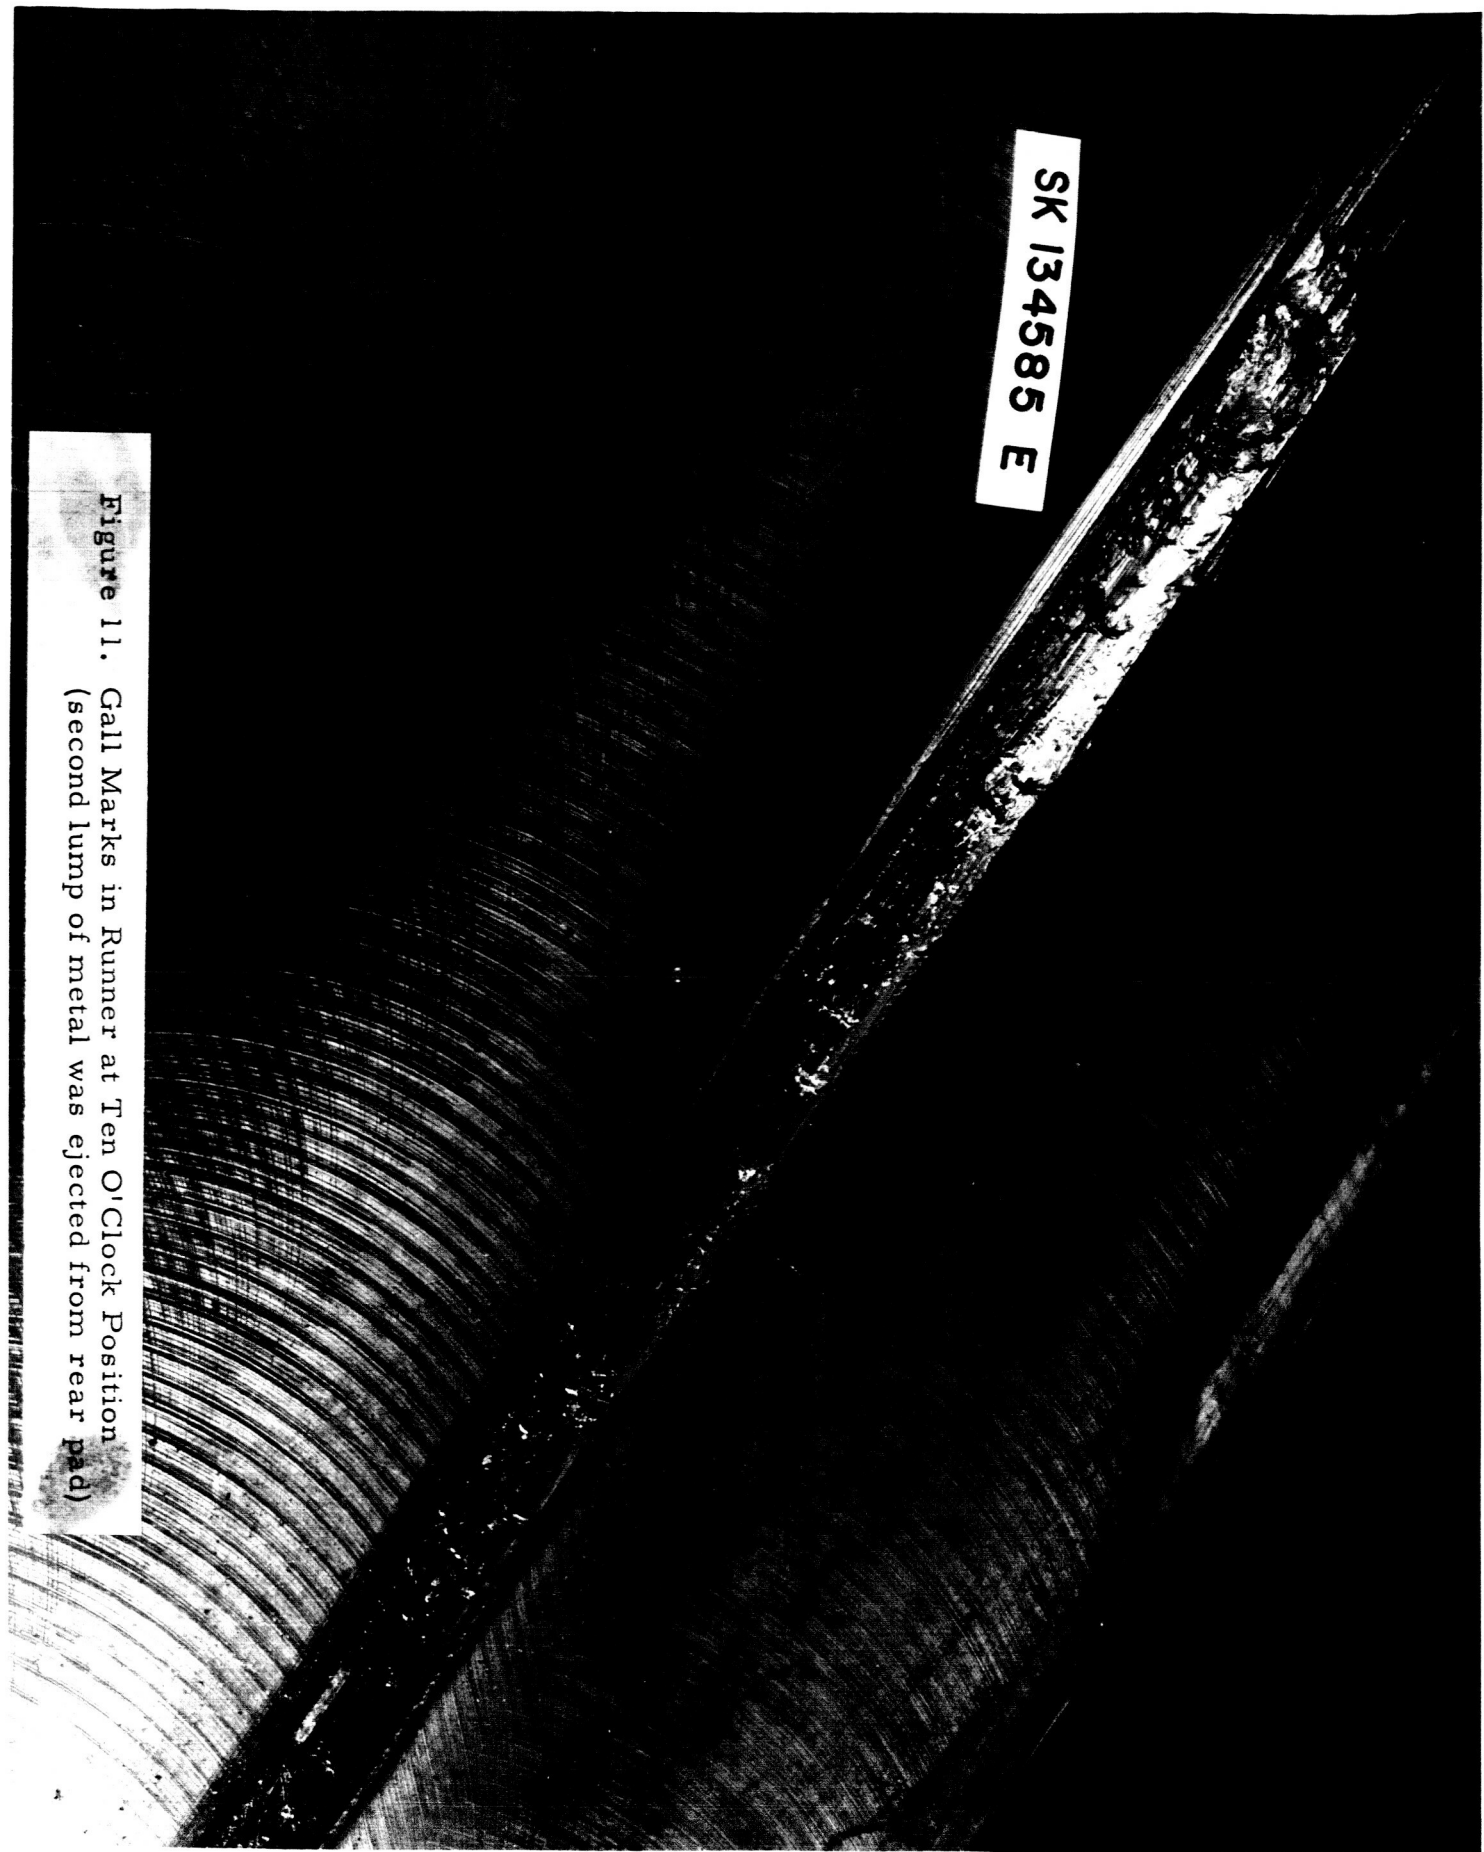 SK 134585 E
Figure 11. Gall Marks in Runner at Ten O'Clock Position
(second lump of metal was ejected from rear pad)